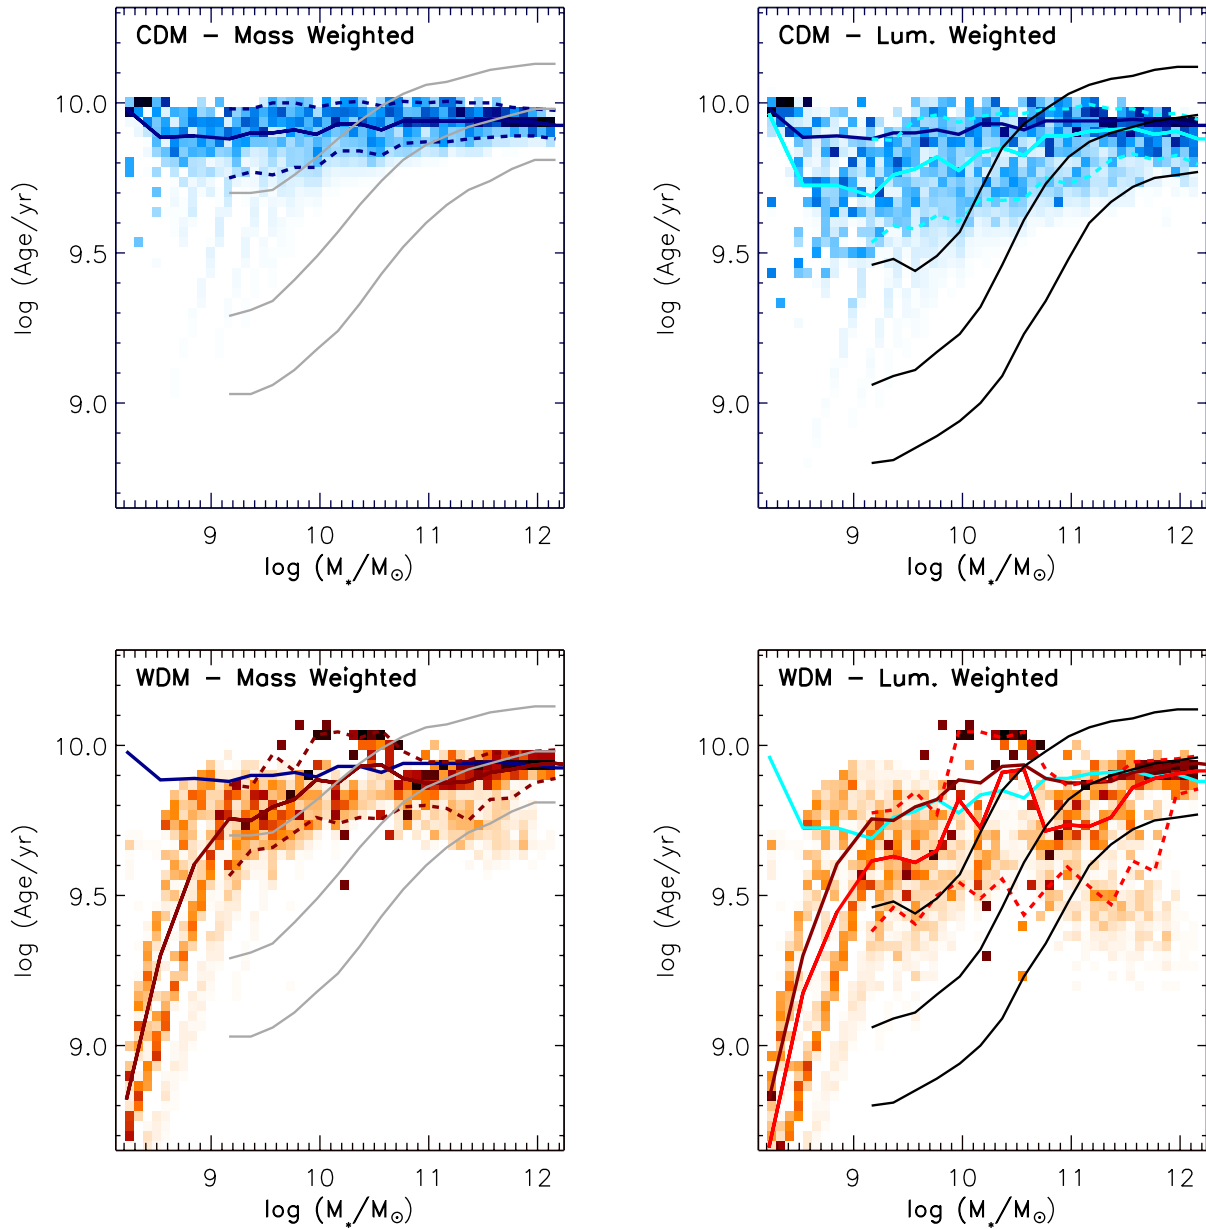 CDM – Mass Weighted
10.0
9.5
9.0
log (Age/yr)
9 10 11 12
log (M*/M⊙)
CDM – Lum. Weighted
10.0
9.5
9.0
log (Age/yr)
9 10 11 12
log (M*/M⊙)
WDM – Mass Weighted
10.0
9.5
9.0
log (Age/yr)
9 10 11 12
log (M*/M⊙)
WDM – Lum. Weighted
10.0
9.5
9.0
log (Age/yr)
9 10 11 12
log (M*/M⊙)